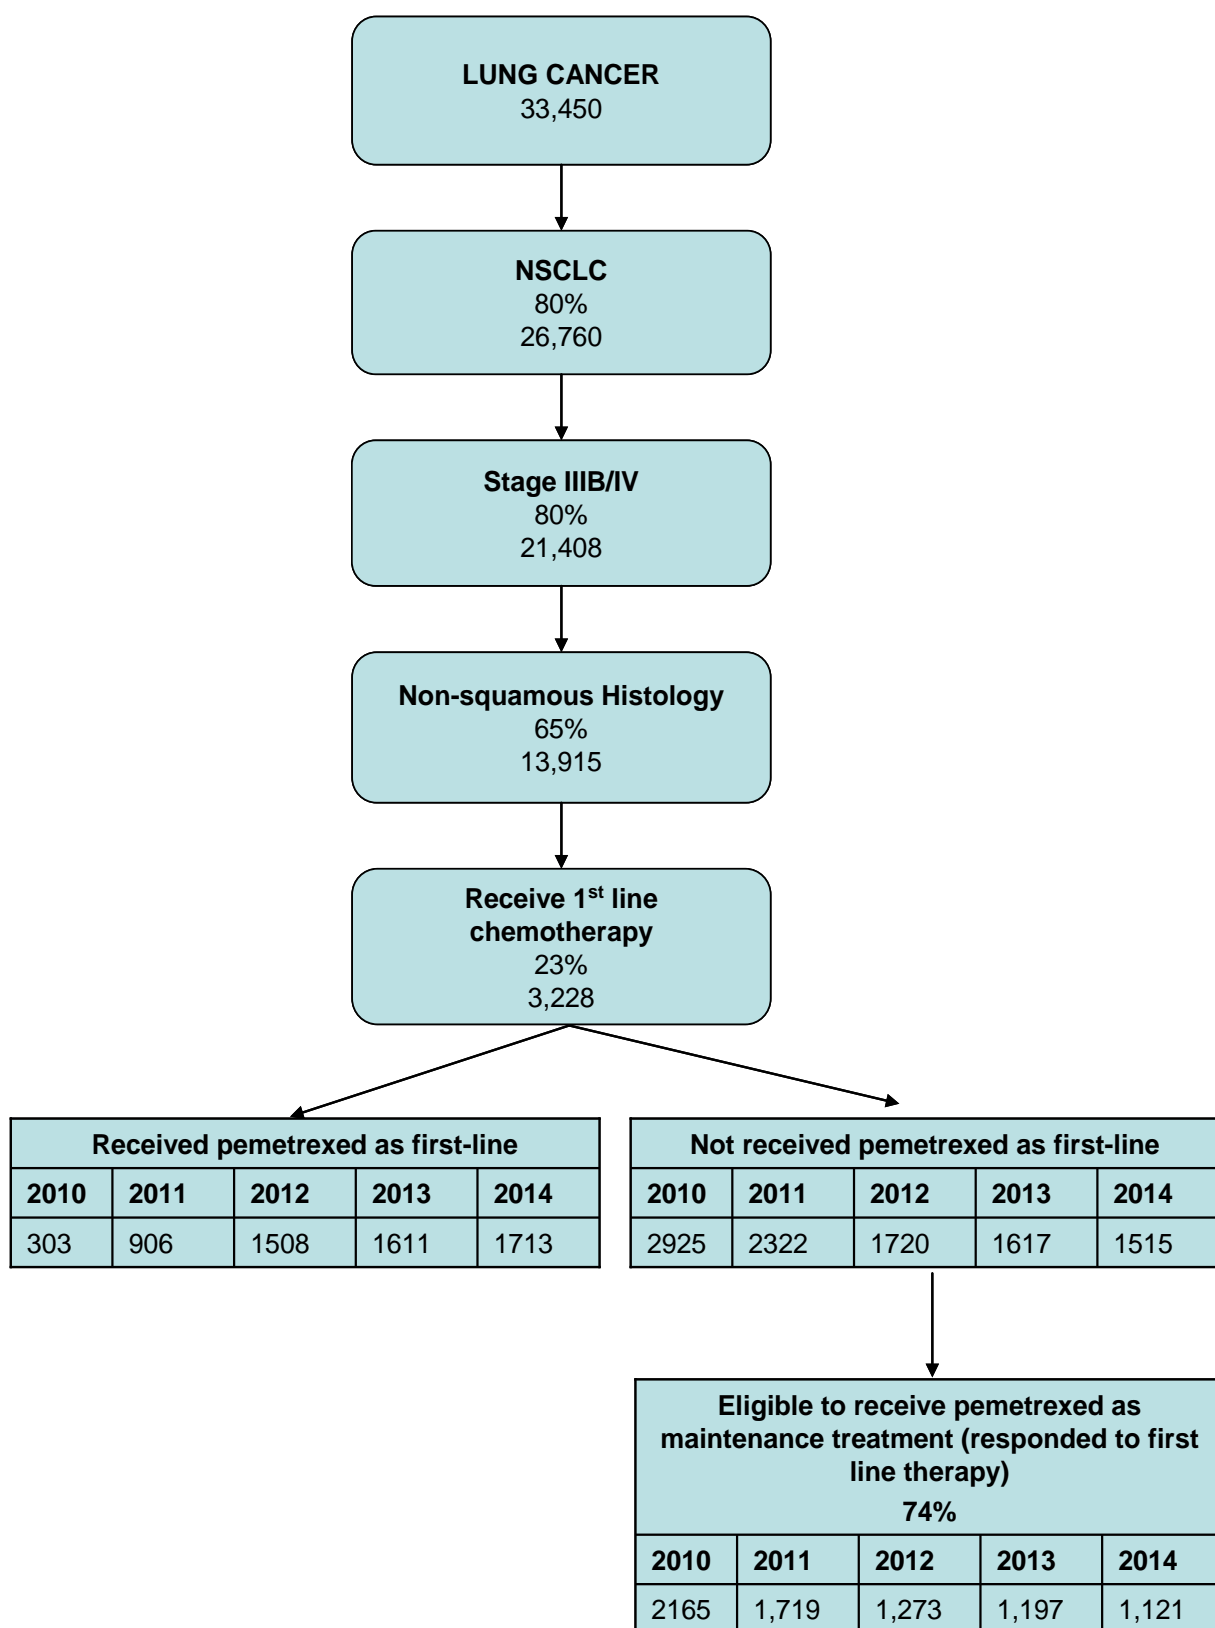 LUNG CANCER
33,450
NSCLC
80%
26,760
Stage IIIB/IV
80%
21,408
Non-squamous Histology
65%
13,915
Receive 1st line
chemotherapy
23%
3,228
Received pemetrexed as first-line
2010 2011 2012 2013 2014
303 906 1508 1611 1713
Not received pemetrexed as first-line
2010 2011 2012 2013 2014
2925 2322 1720 1617 1515
Eligible to receive pemetrexed as
maintenance treatment (responded to first
line therapy)
74%
2010 2011 2012 2013 2014
2165 1,719 1,273 1,197 1,121